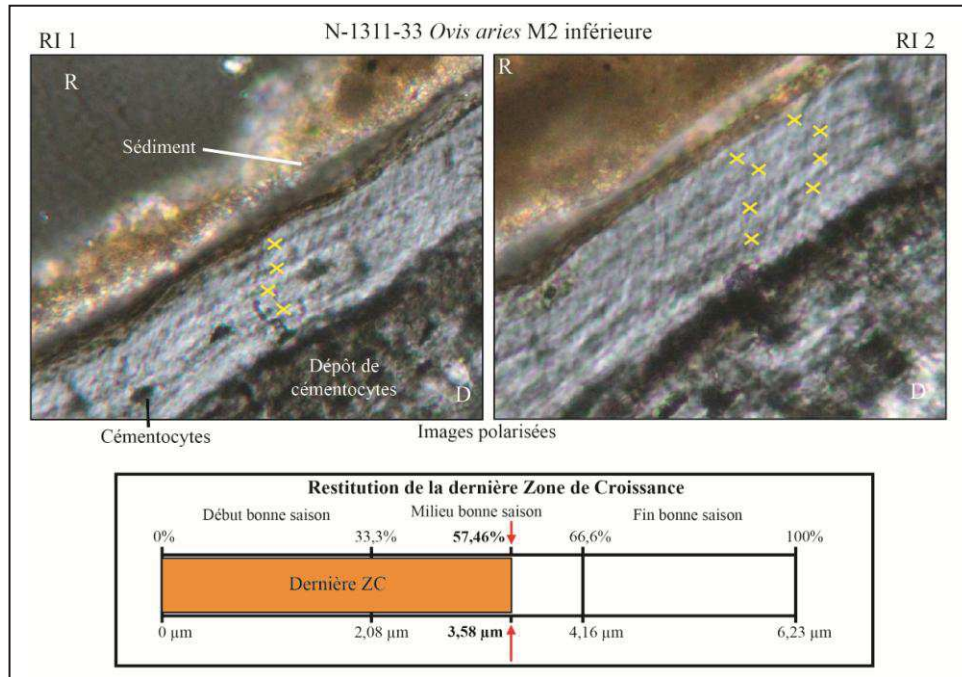 N-1311-33 Ovis aries M2 inférieure
RI 1
RI 2
R
R
Sédiment
Dépôt de
cémentocytes
D
D
Cémentocytes
Images polarisées
Restitution de la dernière Zone de Croissance
Début bonne saison Milieu bonne saison Fin bonne saison
0% 33,3% 57,46% 66,6% 100%
Dernière ZC
0 µm 2,08 µm 3,58 µm 4,16 µm 6,23 µm